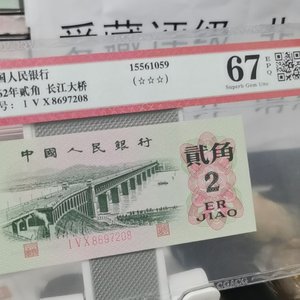 国人民银行
62年贰角 长江大桥
号: I V X 8697208
15561059
(☆☆☆)
67
EPQ
Superb Gem Unc
中国人民银行
贰角
2
ER
JIAO
I V X 8697208